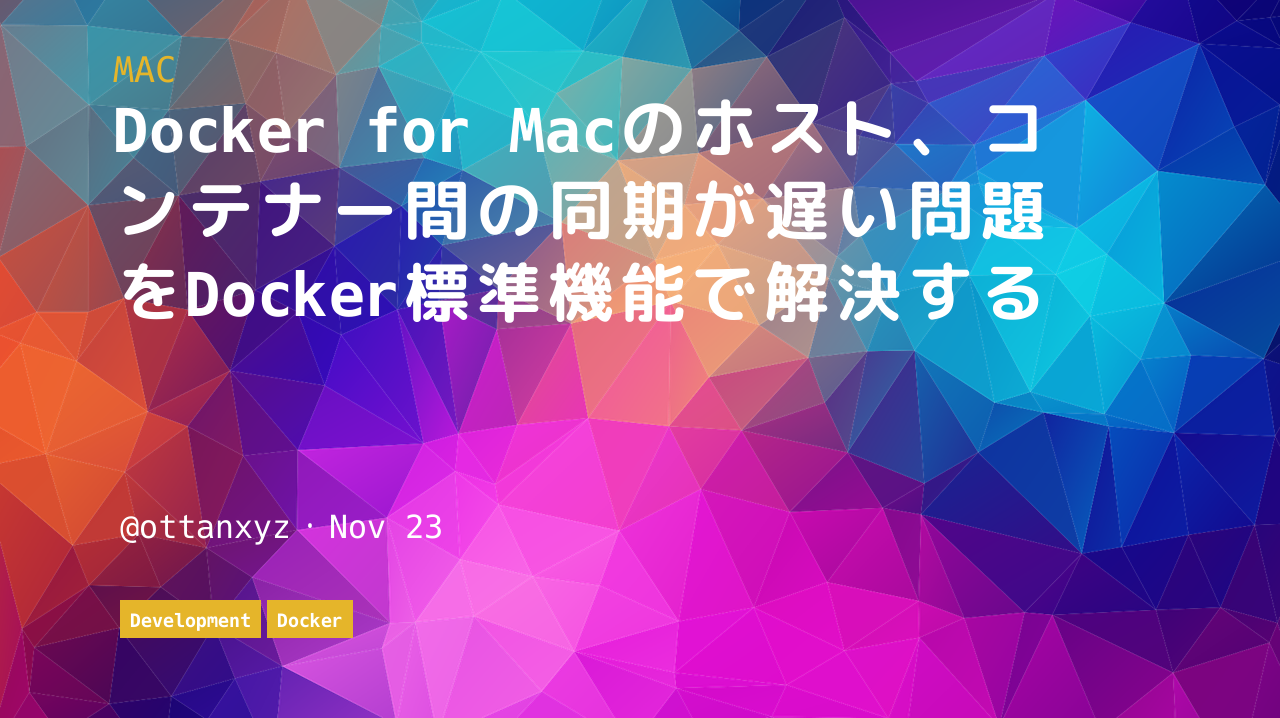 MAC
Docker for Macのホスト、コ
ンテナー間の同期が遅い問題
をDocker標準機能で解決する
@ottanxyz · Nov 23
Development Docker